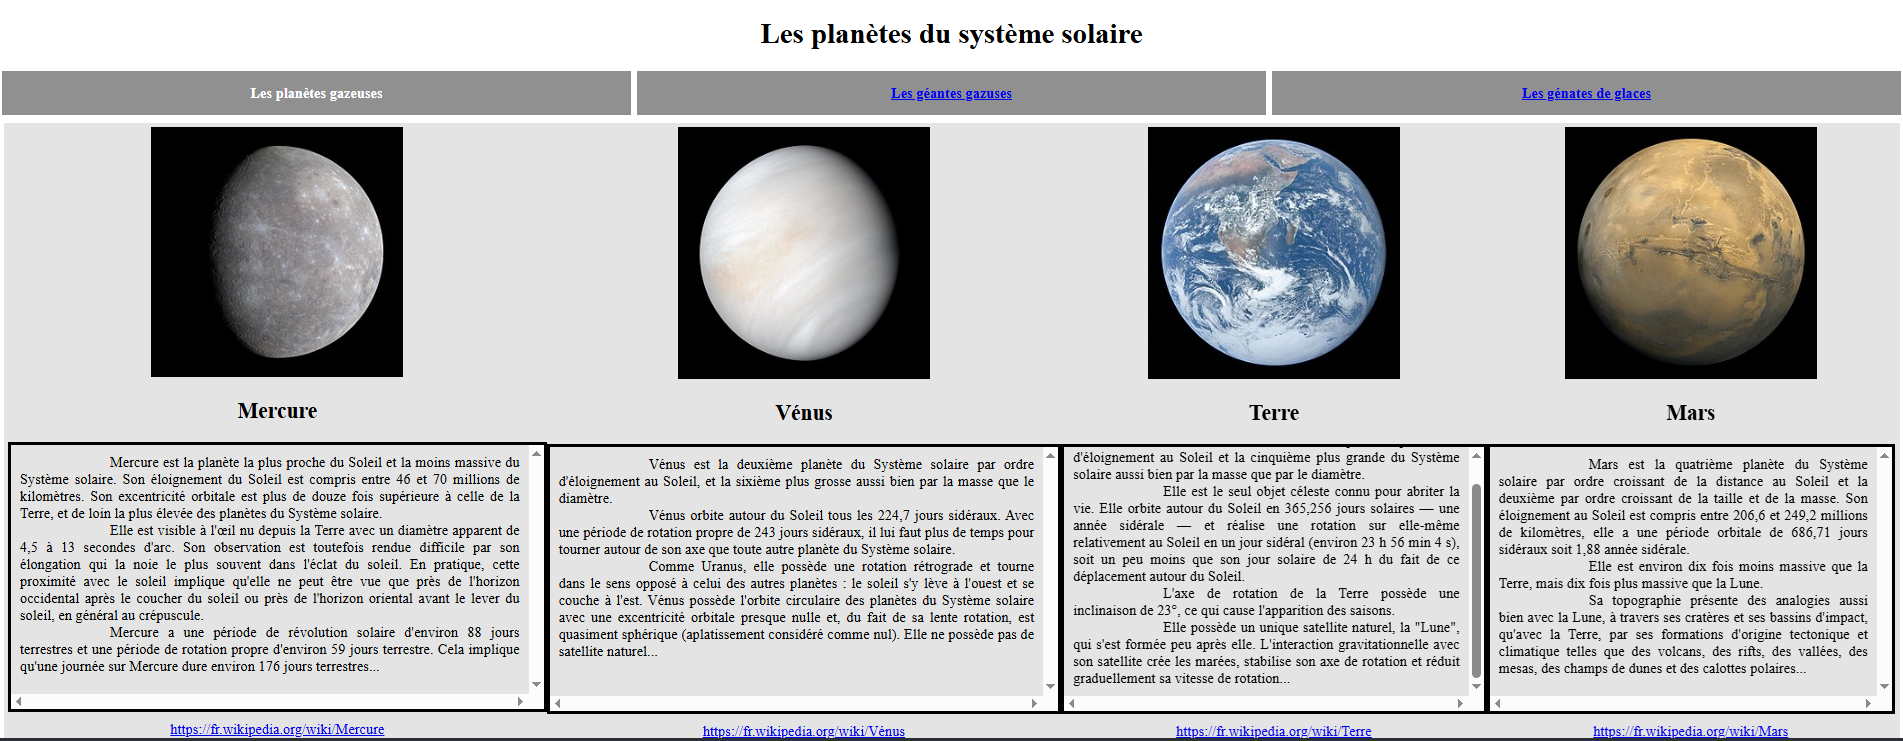 Les planètes du système solaire
Les planètes gazeuses
Les géantes gazuses
Les génates de glaces
Mercure
Mercure est la planète la plus proche du Soleil et la moins massive du
Système solaire. Son éloignement du Soleil est compris entre 46 et 70 millions de
kilomètres. Son excentricité orbitale est plus de douze fois supérieure à celle de la
Terre, et de loin la plus élevée des planètes du Système solaire.
Elle est visible à l'œil nu depuis la Terre avec un diamètre apparent de
4,5 à 13 secondes d'arc. Son observation est toutefois rendue difficile par son
élongation qui la noie le plus souvent dans l'éclat du soleil. En pratique, cette
proximité avec le soleil implique qu'elle ne peut être vue que près de l'horizon
occidental après le coucher du soleil ou près de l'horizon oriental avant le lever du
soleil, en général au crépuscule.
Mercure a une période de révolution solaire d'environ 88 jours
terrestres et une période de rotation propre d'environ 59 jours terrestre. Cela implique
qu'une journée sur Mercure dure environ 176 jours terrestres...
https://fr.wikipedia.org/wiki/Mercure
Vénus
Vénus est la deuxième planète du Système solaire par ordre
d'éloignement au Soleil, et la sixième plus grosse aussi bien par la masse que le
diamètre.
Vénus orbite autour du Soleil tous les 224,7 jours sidéraux. Avec
une période de rotation propre de 243 jours sidéraux, il lui faut plus de temps pour
tourner autour de son axe que toute autre planète du Système solaire.
Comme Uranus, elle possède une rotation rétrograde et tourne
dans le sens opposé à celui des autres planètes : le soleil s'y lève à l'ouest et se
couche à l'est. Vénus possède l'orbite circulaire des planètes du Système solaire
avec une excentricité orbitale presque nulle et, du fait de sa lente rotation, est
quasiment sphérique (aplatissement considéré comme nul). Elle ne possède pas de
satellite naturel...
https://fr.wikipedia.org/wiki/Vénus
Terre
d'éloignement au Soleil et la cinquième plus grande du Système
solaire aussi bien par la masse que par le diamètre.
Elle est le seul objet céleste connu pour abriter la
vie. Elle orbite autour du Soleil en 365,256 jours solaires — une
année sidérale — et réalise une rotation sur elle-même
relativement au Soleil en un jour sidéral (environ 23 h 56 min 4 s),
soit un peu moins que son jour solaire de 24 h du fait de ce
déplacement autour du Soleil.
L'axe de rotation de la Terre possède une
inclinaison de 23°, ce qui cause l'apparition des saisons.
Elle possède un unique satellite naturel, la "Lune",
qui s'est formée peu après elle. L'interaction gravitationnelle avec
son satellite crée les marées, stabilise son axe de rotation et réduit
graduellement sa vitesse de rotation...
https://fr.wikipedia.org/wiki/Terre
Mars
Mars est la quatrième planète du Système
solaire par ordre croissant de la distance au Soleil et la
deuxième par ordre croissant de la taille et de la masse. Son
éloignement au Soleil est compris entre 206,6 et 249,2 millions
de kilomètres, elle a une période orbitale de 686,71 jours
sidéraux soit 1,88 année sidérale.
Elle est environ dix fois moins massive que la
Terre, mais dix fois plus massive que la Lune.
Sa topographie présente des analogies aussi
bien avec la Lune, à travers ses cratères et ses bassins d'impact,
qu'avec la Terre, par ses formations d'origine tectonique et
climatique telles que des volcans, des rifts, des vallées, des
mesas, des champs de dunes et des calottes polaires...
https://fr.wikipedia.org/wiki/Mars